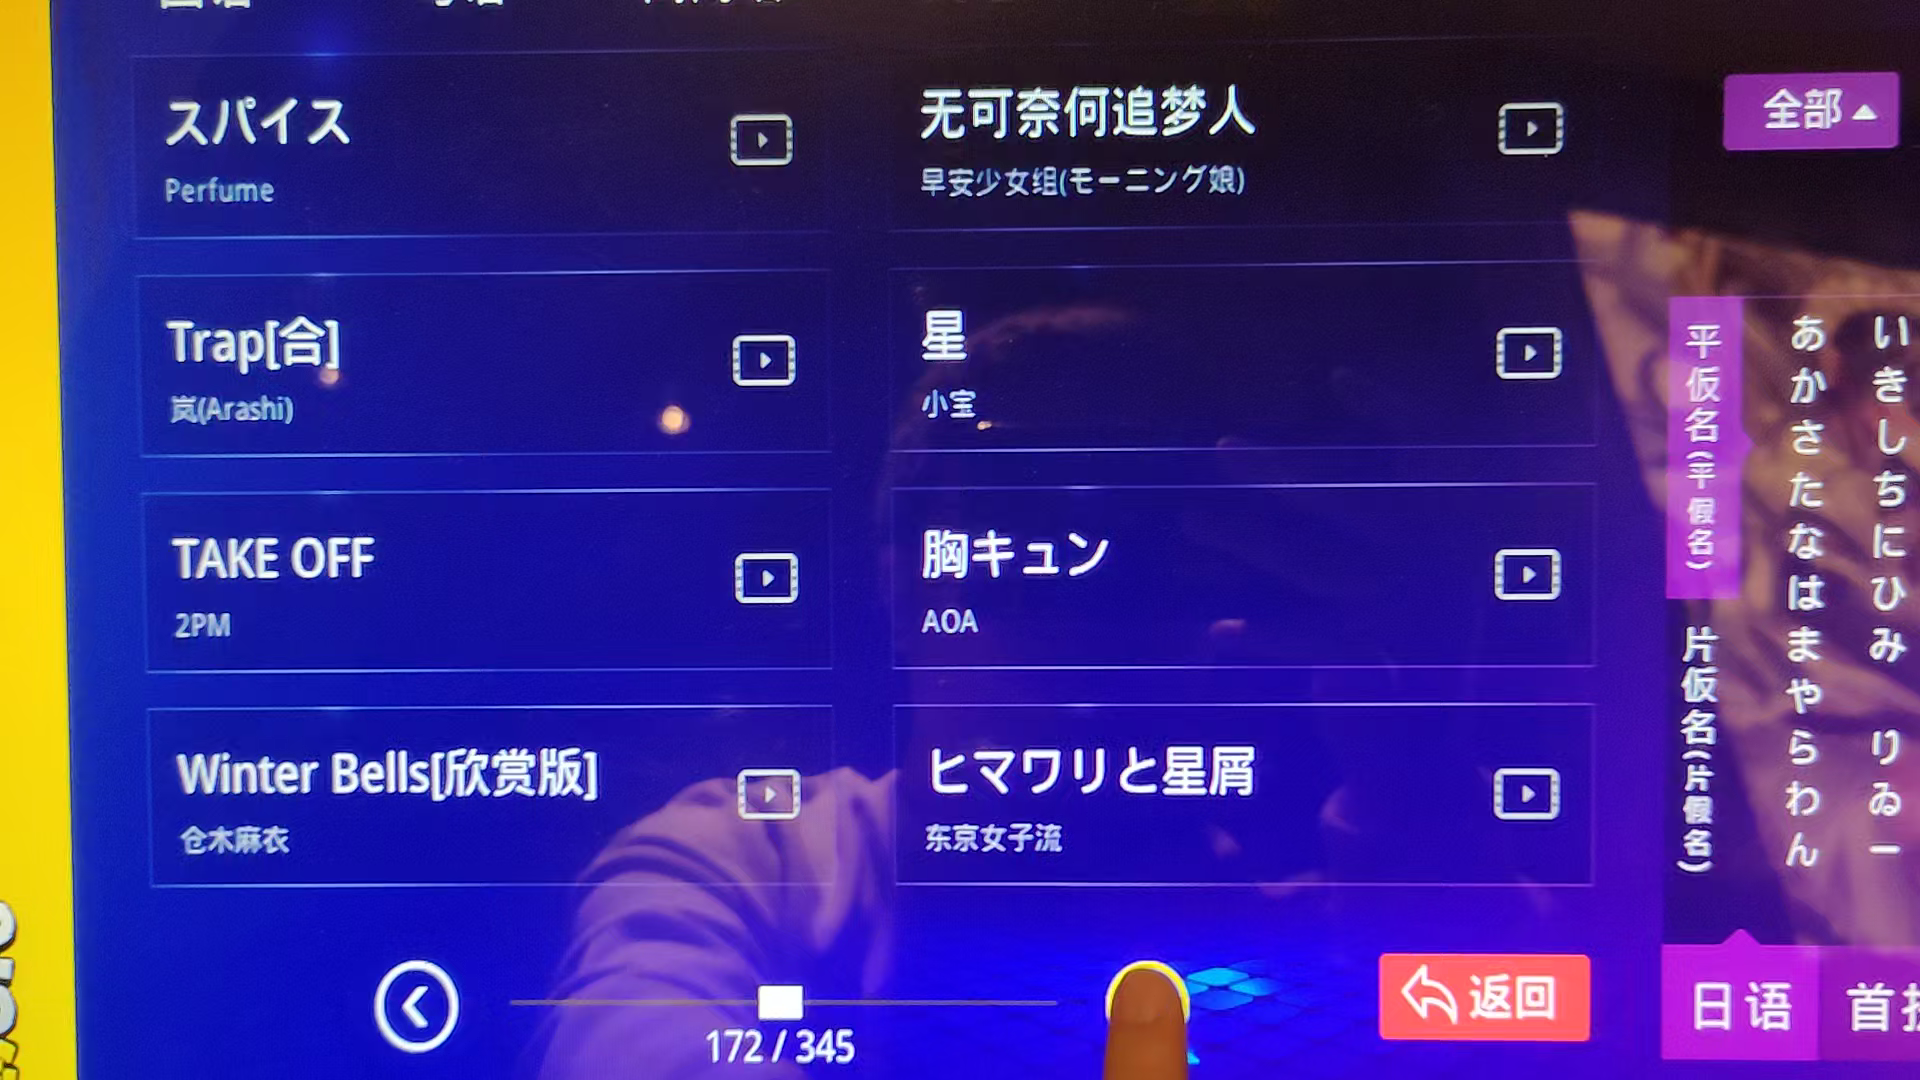 スパイス
Perfume
无可奈何追梦人
早安少女组(モーニング娘)
全部
Trap[合]
岚(Arashi)
星
小宝
TAKE OFF
2PM
胸キュン
AOA
Winter Bells[欣赏版]
仓木麻衣
ヒマワリと星屑
东京女子流
平仮名(平假名)
片仮名(片假名)
あかさたなはまやらわん
いきしちにひみ りゐー
172 / 345
返回
日语
首